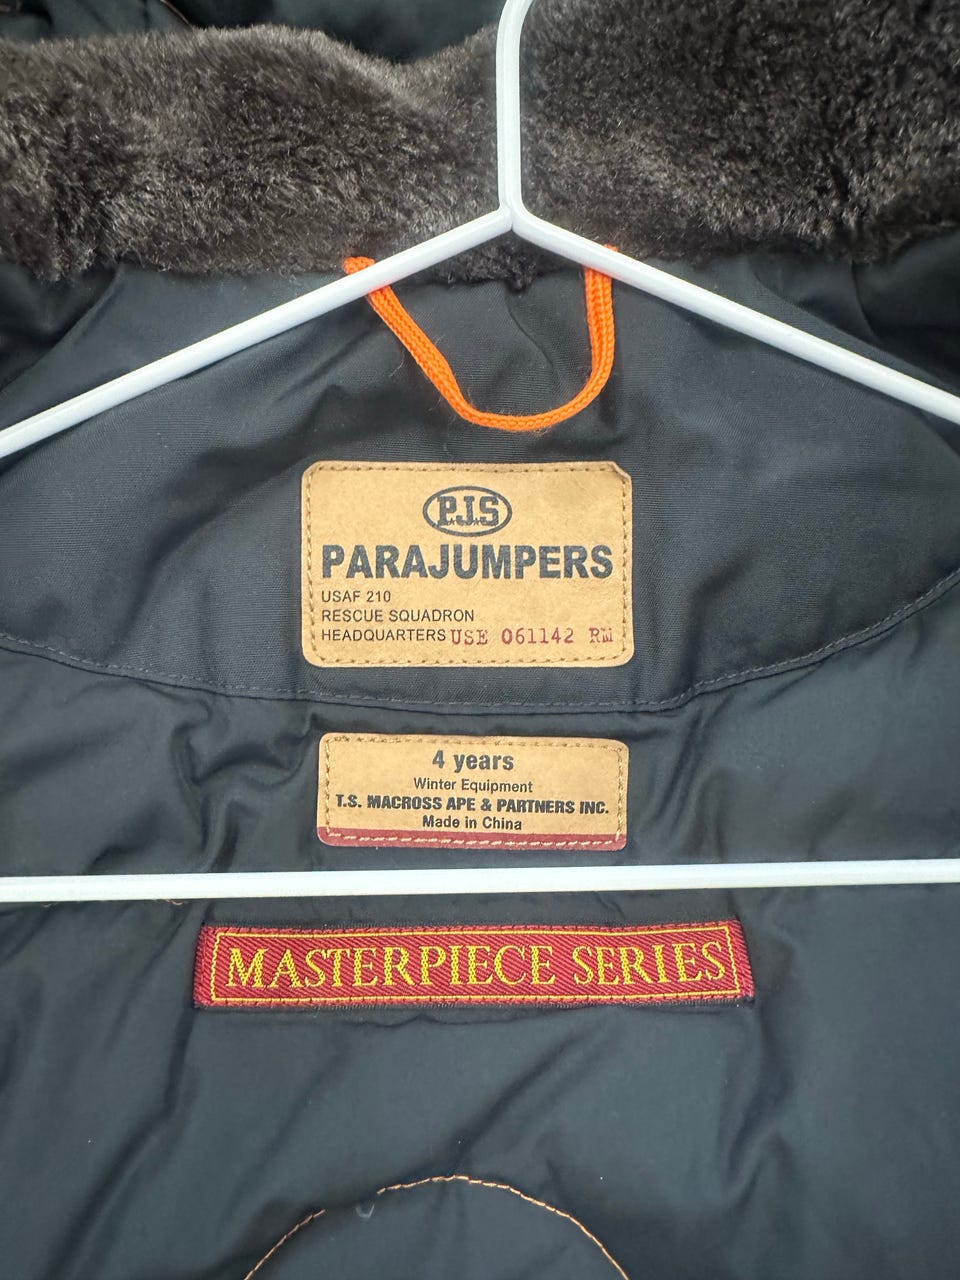 P.J.S
PARAJUMPERS
USAF 210
RESCUE SQUADRON
HEADQUARTERS USE 061142 RM
4 years
Winter Equipment
T.S. MACROSS APE & PARTNERS INC.
Made in China
MASTERPIECE SERIES